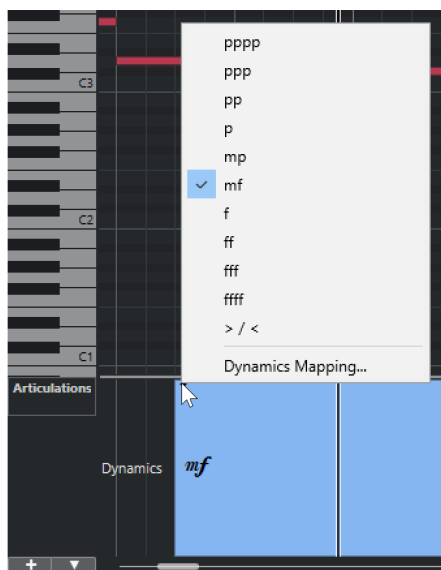 pppp
ppp
pp
p
mp
mf
f
ff
fff
ffff
> / <
Dynamics Mapping...
C3
C2
C1
Articulations
Dynamics
mf